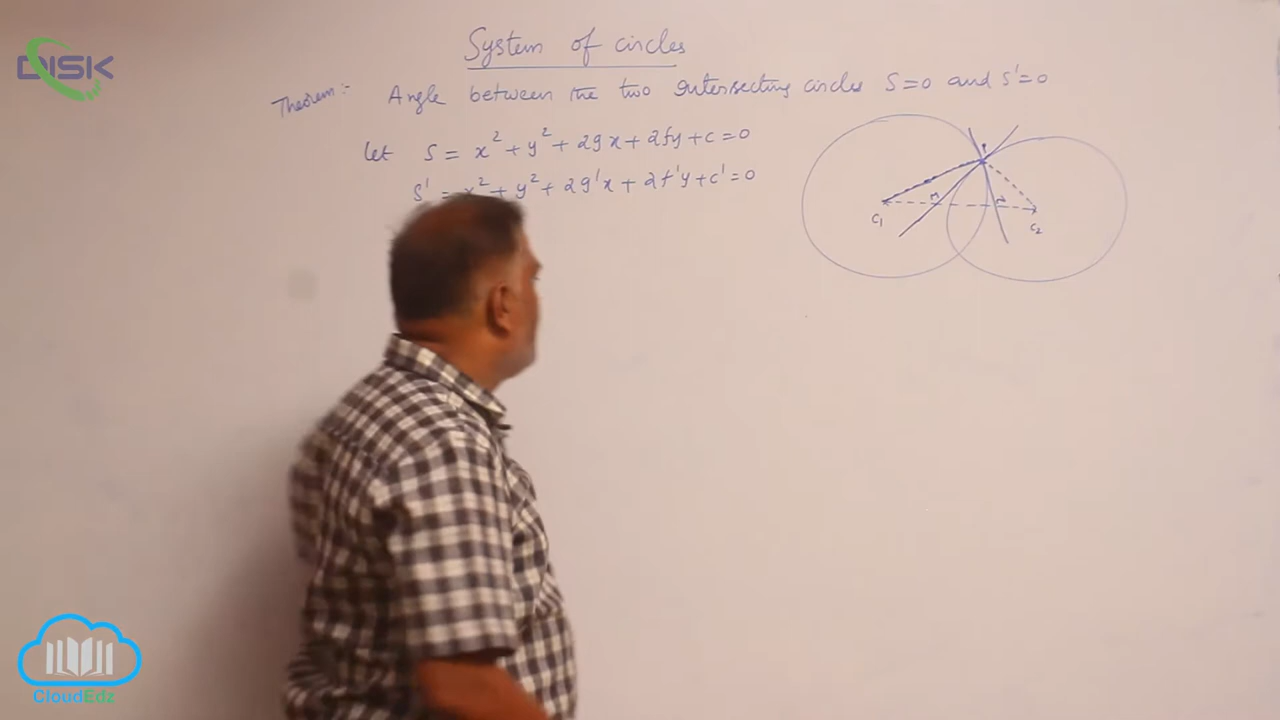 DISK
System of circles
Theorem:- Angle between the two intersecting circles S=0 and S'=0
let S = x² + y² + 2gx + 2fy + c = 0
S' = x² + y² + 2g'x + 2f'y + c' = 0
P
C₁ M N C₂
CloudEdz